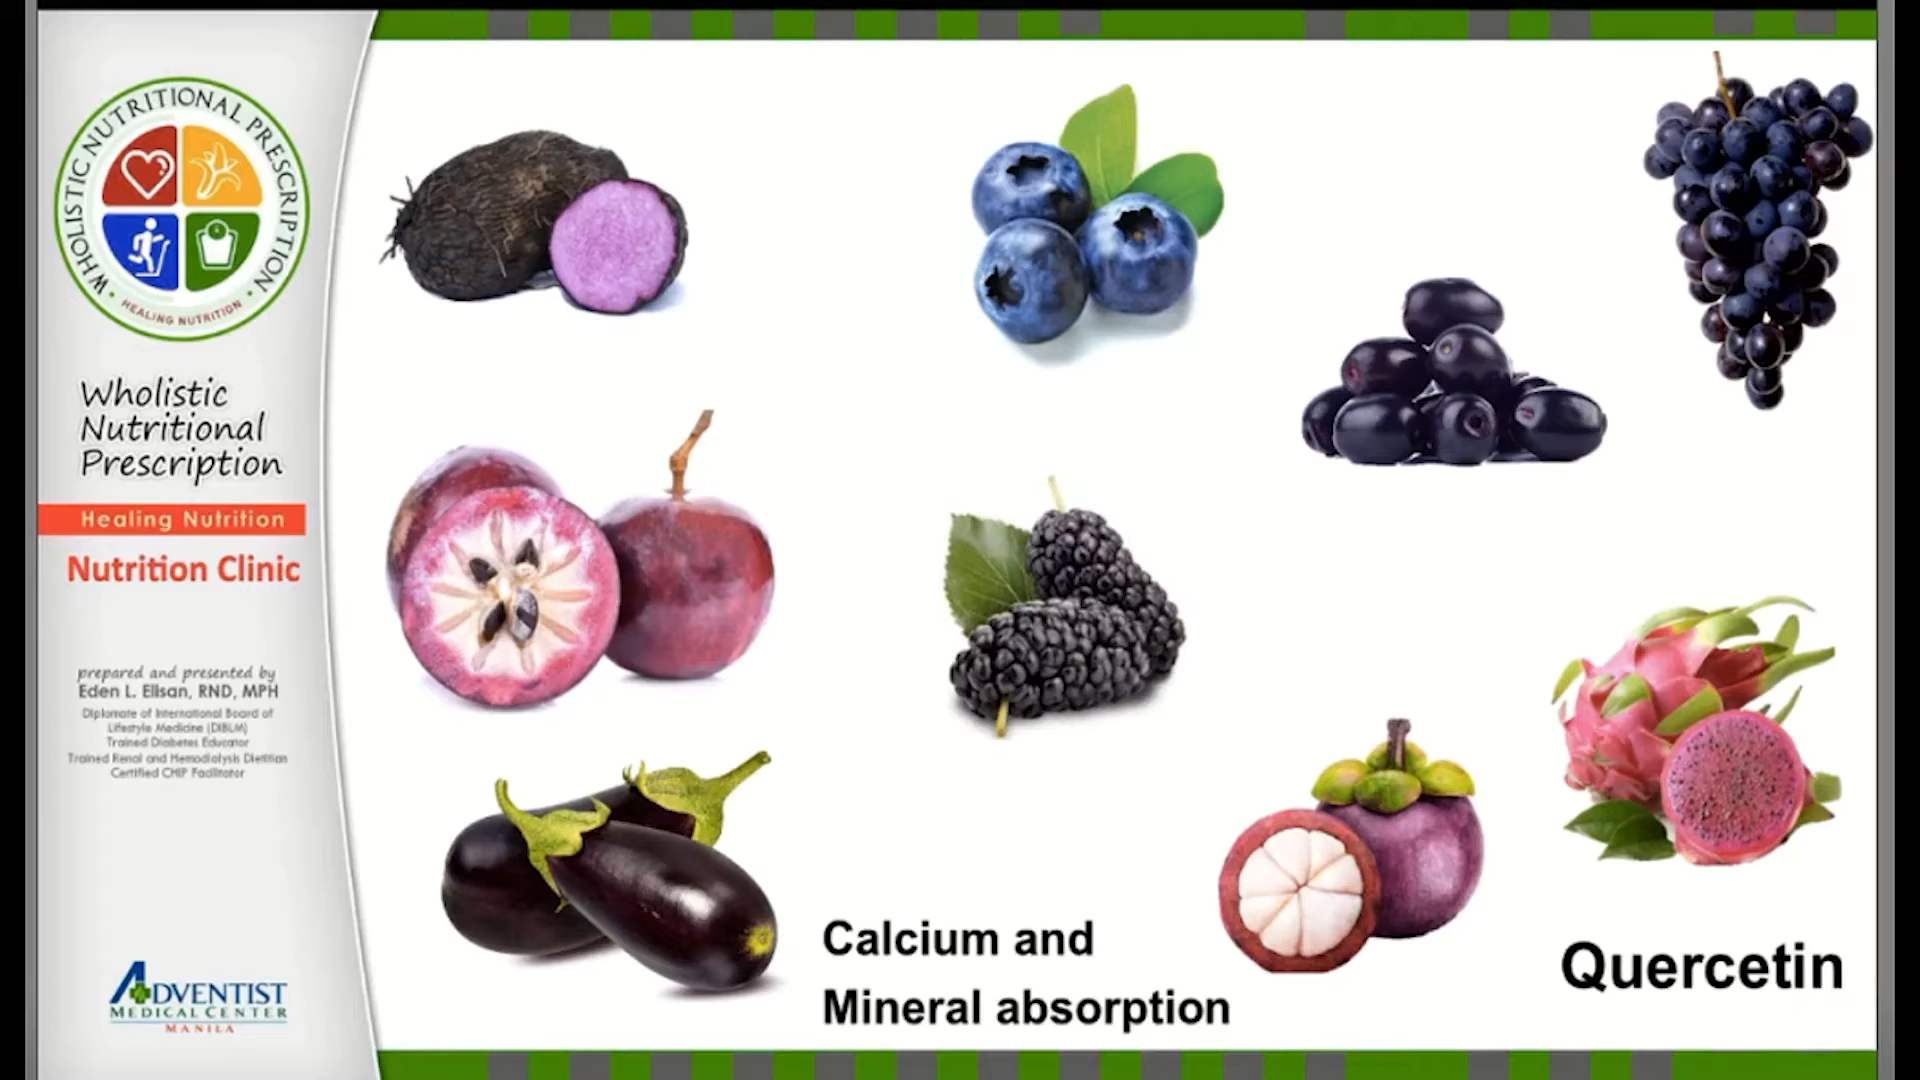 WHOLISTIC NUTRITIONAL PRESCRIPTION
HEALING NUTRITION
Wholistic
Nutritional
Prescription
Healing Nutrition
Nutrition Clinic
prepared and presented by
Eden L. Elisan, RND, MPH
Diplomate of International Board of
Lifestyle Medicine (DIBLM)
Trained Diabetes Educator
Trained Renal and Hemodialysis Dietitian
Certified CHIP Facilitator
ADVENTIST
MEDICAL CENTER
MANILA
Calcium and
Mineral absorption
Quercetin